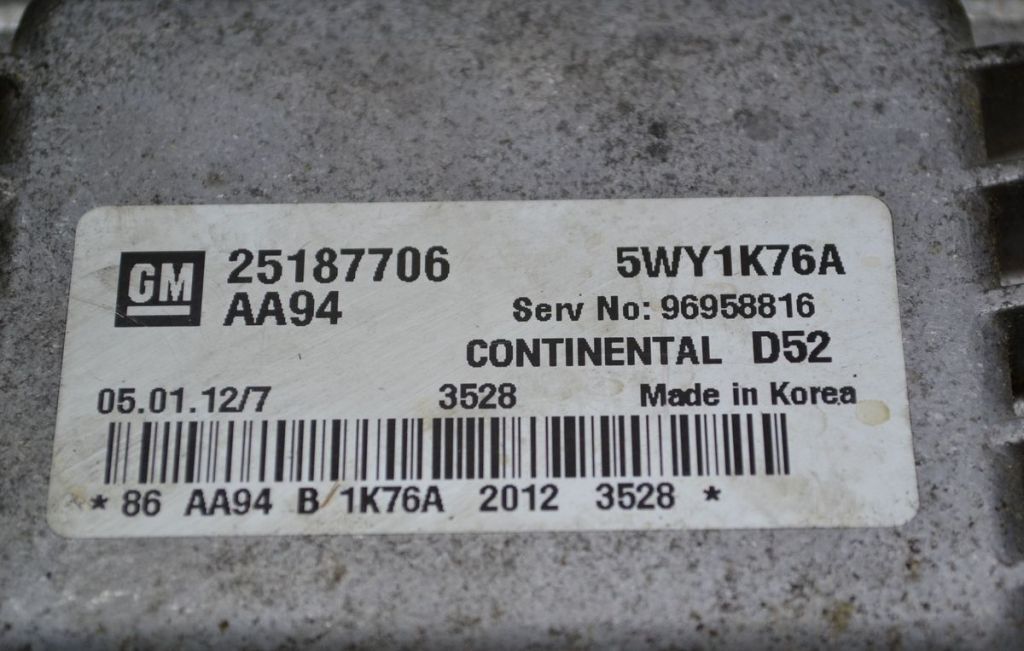 GM 25187706 5WY1K76A
AA94 Serv No: 96958816
CONTINENTAL D52
05.01.12/7 3528 Made in Korea
* 86 AA94 B/1K76A 2012 3528 *